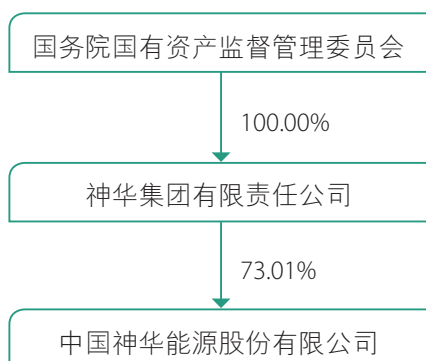 国务院国有资产监督管理委员会
100.00%
神华集团有限责任公司
73.01%
中国神华能源股份有限公司